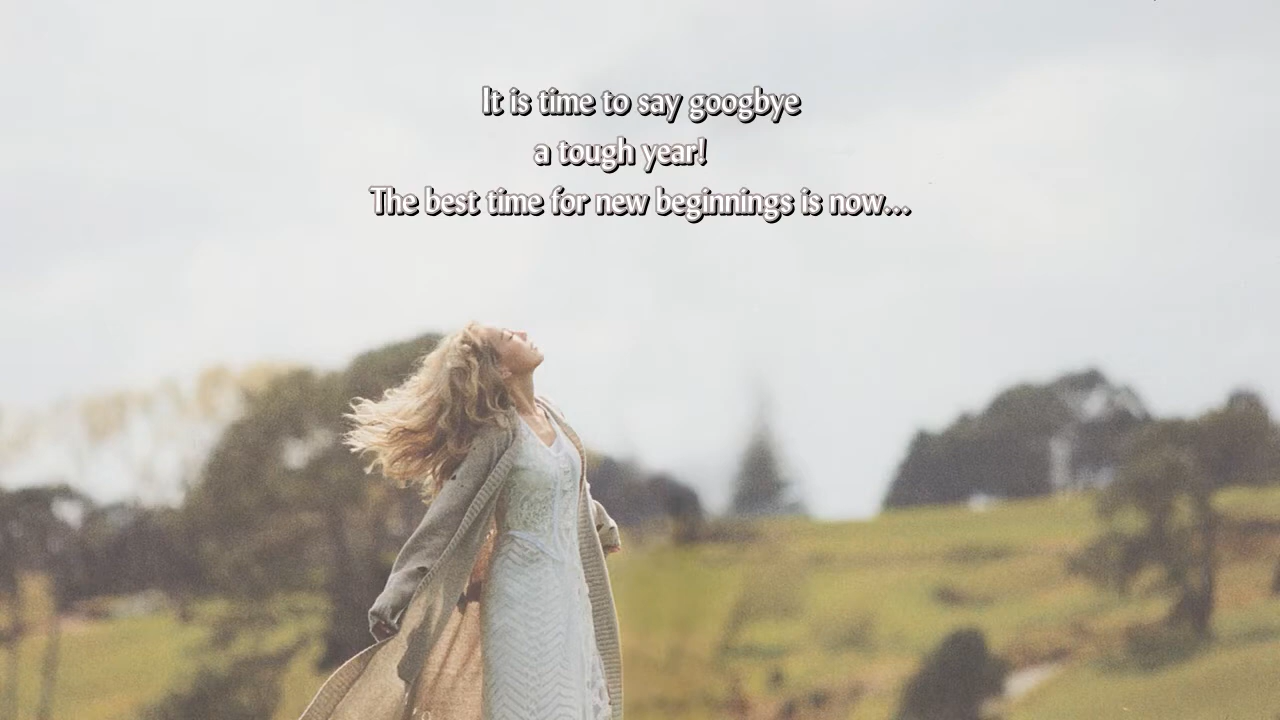 It is time to say googbye
a tough year!
The best time for new beginnings is now...